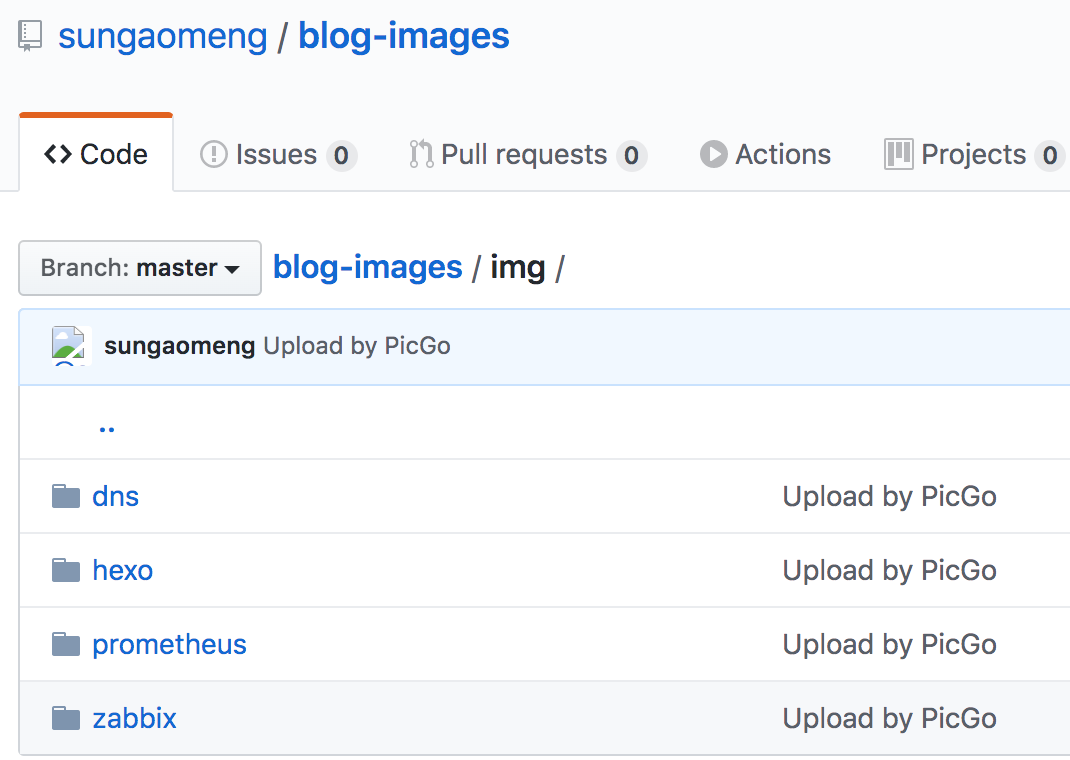 sungaomeng / blog-images
Code Issues 0 Pull requests 0 Actions Projects 0
Branch: master blog-images / img /
sungaomeng Upload by PicGo
..
dns Upload by PicGo
hexo Upload by PicGo
prometheus Upload by PicGo
zabbix Upload by PicGo